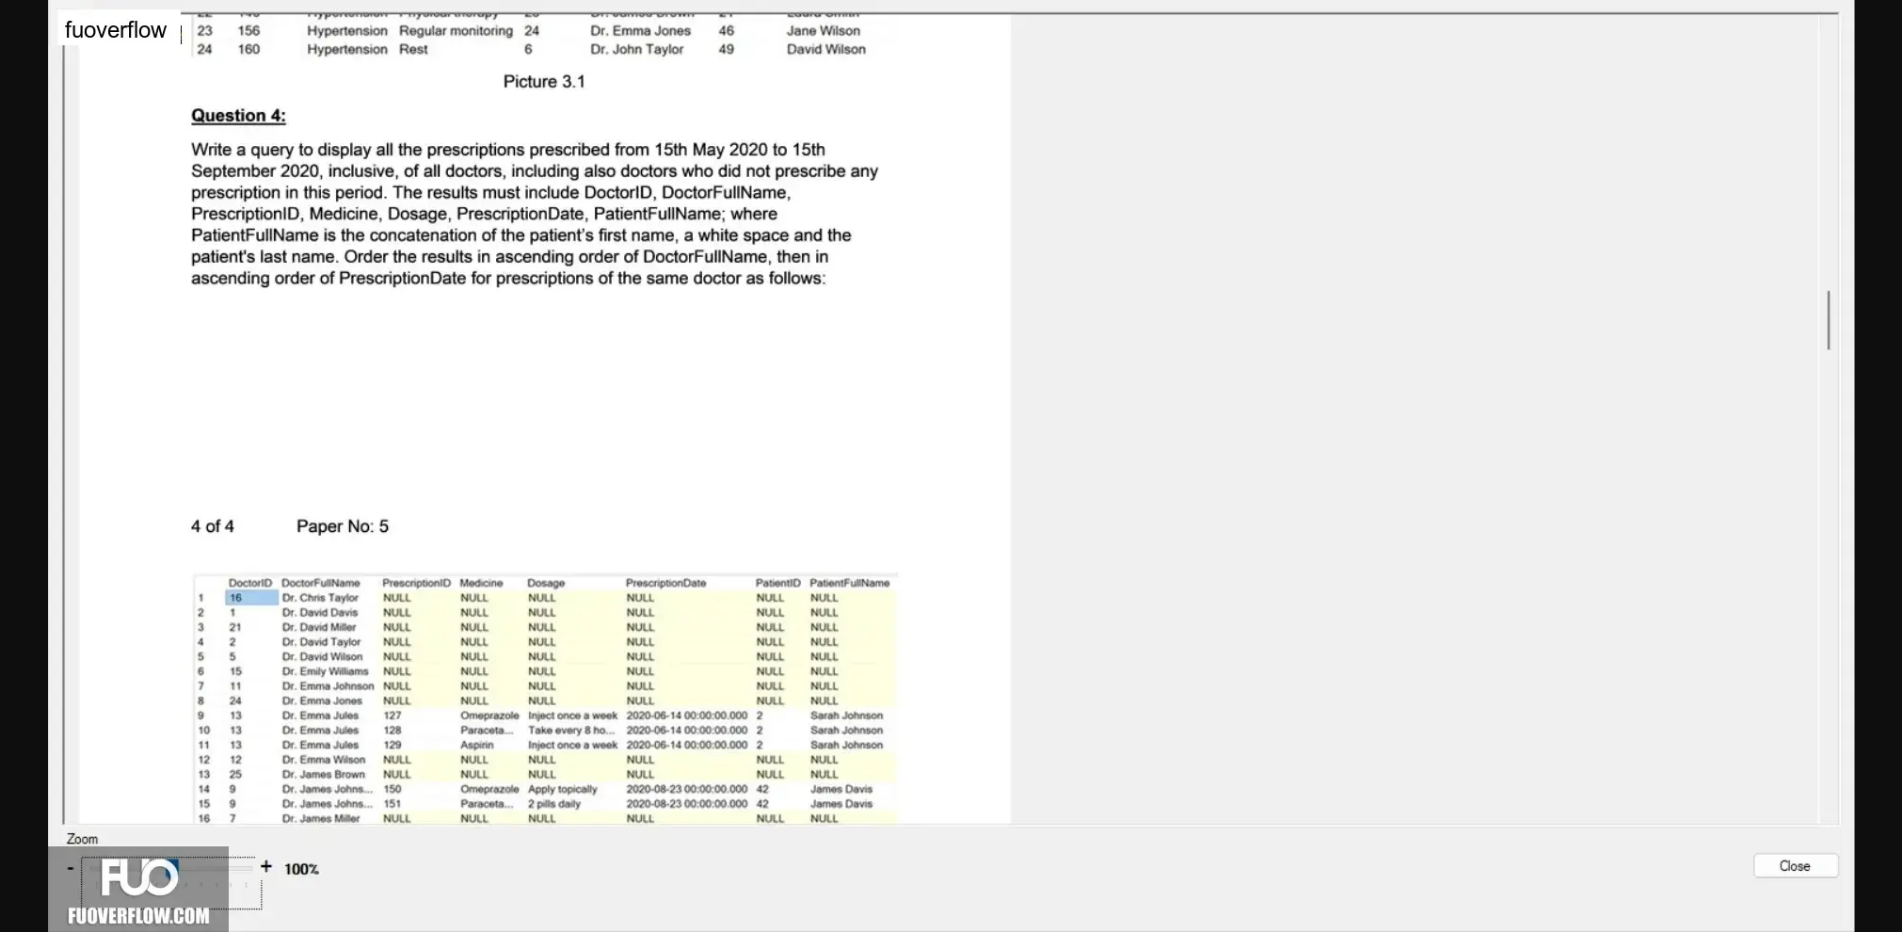 fuoverflow
23 156 Hypertension Regular monitoring 24 Dr. Emma Jones 46 Jane Wilson
24 160 Hypertension Rest 6 Dr. John Taylor 49 David Wilson
Picture 3.1
Question 4:
Write a query to display all the prescriptions prescribed from 15th May 2020 to 15th
September 2020, inclusive, of all doctors, including also doctors who did not prescribe any
prescription in this period. The results must include DoctorID, DoctorFullName,
PrescriptionID, Medicine, Dosage, PrescriptionDate, PatientFullName; where
PatientFullName is the concatenation of the patient's first name, a white space and the
patient's last name. Order the results in ascending order of DoctorFullName, then in
ascending order of PrescriptionDate for prescriptions of the same doctor as follows:
4 of 4 Paper No: 5
DoctorID DoctorFullName PrescriptionID Medicine Dosage PrescriptionDate PatientID PatientFullName
1 16 Dr. Chris Taylor NULL NULL NULL NULL NULL NULL
2 1 Dr. David Davis NULL NULL NULL NULL NULL NULL
3 21 Dr. David Miller NULL NULL NULL NULL NULL NULL
4 2 Dr. David Taylor NULL NULL NULL NULL NULL NULL
5 5 Dr. David Wilson NULL NULL NULL NULL NULL NULL
6 15 Dr. Emily Williams NULL NULL NULL NULL NULL NULL
7 11 Dr. Emma Johnson NULL NULL NULL NULL NULL NULL
8 24 Dr. Emma Jones NULL NULL NULL NULL NULL NULL
9 13 Dr. Emma Jules 127 Omeprazole Inject once a week 2020-06-14 00:00:00.000 2 Sarah Johnson
10 13 Dr. Emma Jules 128 Paraceta... Take every 8 ho... 2020-06-14 00:00:00.000 2 Sarah Johnson
11 13 Dr. Emma Jules 129 Aspirin Inject once a week 2020-06-14 00:00:00.000 2 Sarah Johnson
12 12 Dr. Emma Wilson NULL NULL NULL NULL NULL NULL
13 25 Dr. James Brown NULL NULL NULL NULL NULL NULL
14 9 Dr. James Johns... 150 Omeprazole Apply topically 2020-08-23 00:00:00.000 42 James Davis
15 9 Dr. James Johns... 151 Paraceta... 2 pills daily 2020-08-23 00:00:00.000 42 James Davis
16 7 Dr. James Miller NULL NULL NULL NULL NULL NULL
Zoom
- + 100%
Close
FUO
FUOVERFLOW.COM